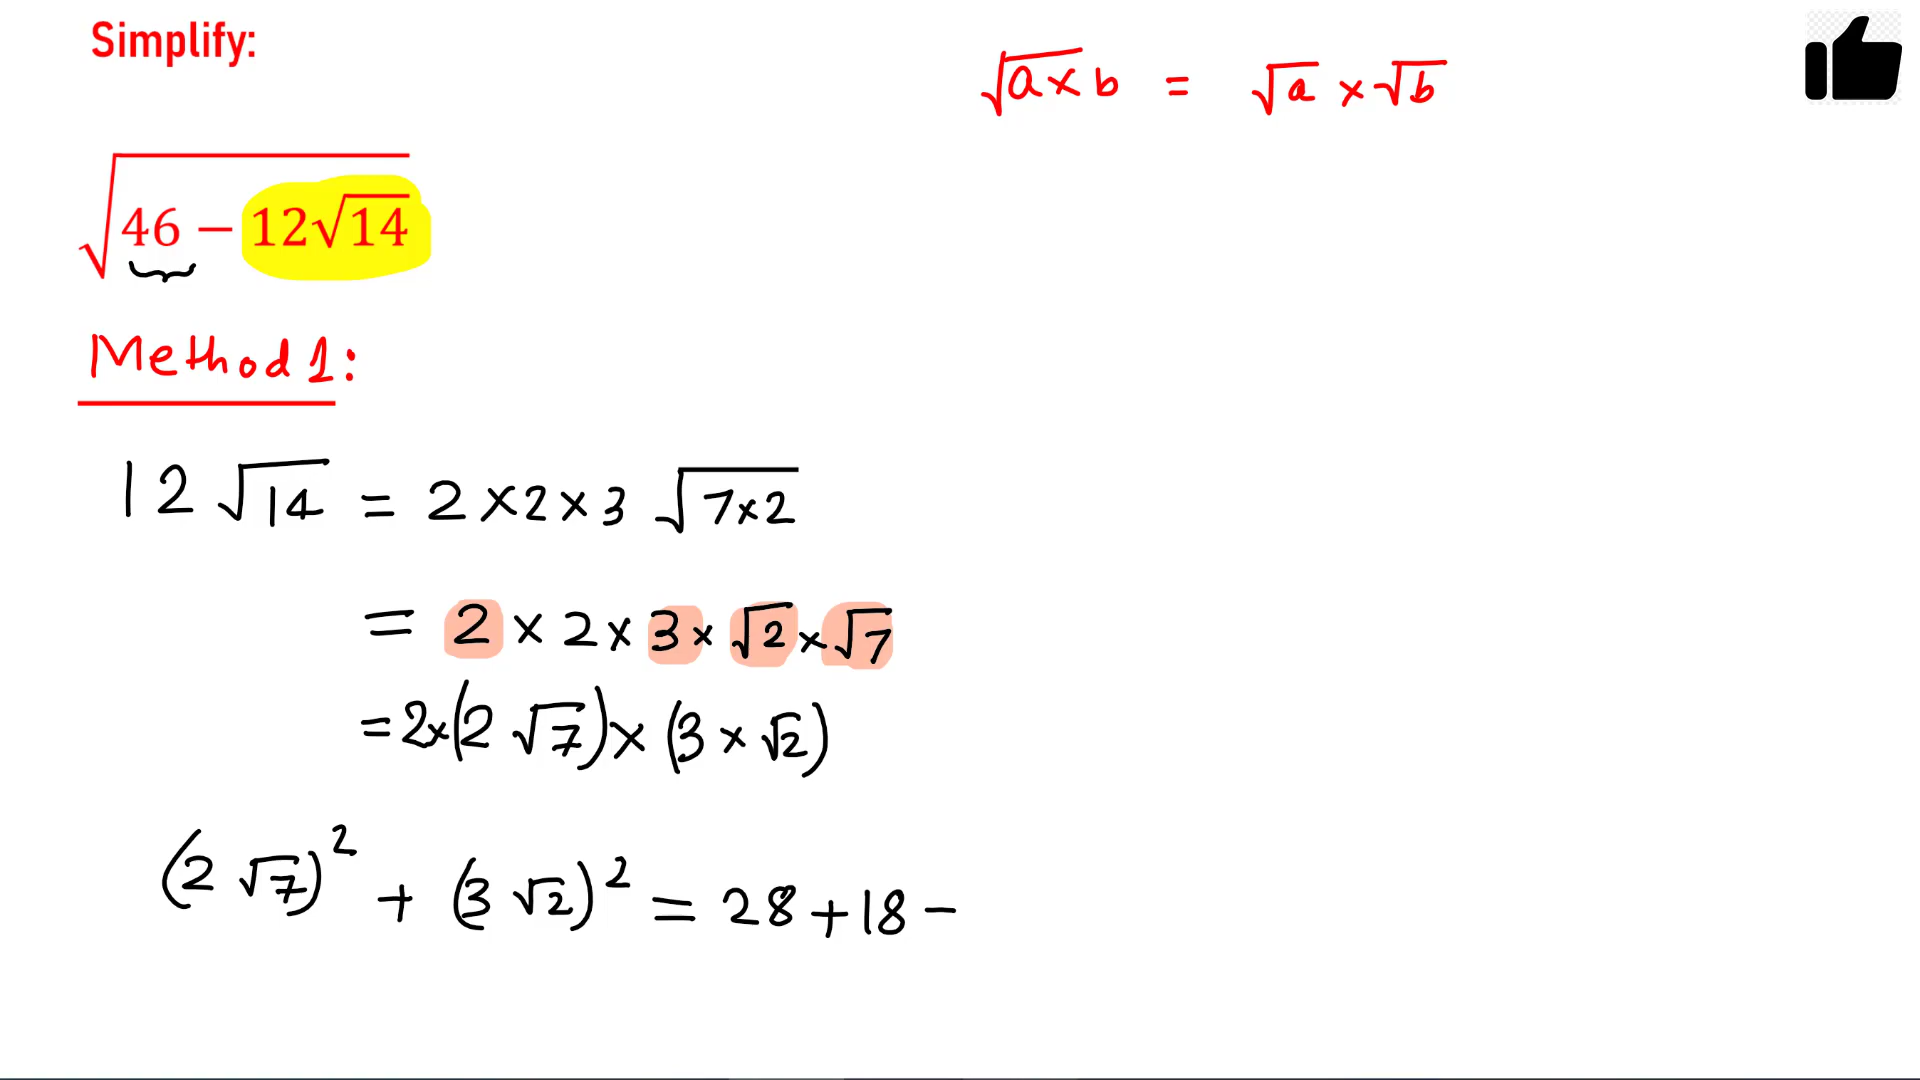 Simplify:
√(a × b) = √a × √b
√(46 − 12√14)
Method 1:
12 √14 = 2 × 2 × 3 √(7 × 2)
= 2 × 2 × 3 × √2 × √7
= 2 × (2 √7) × (3 × √2)
(2 √7)² + (3 √2)² = 28 + 18 −